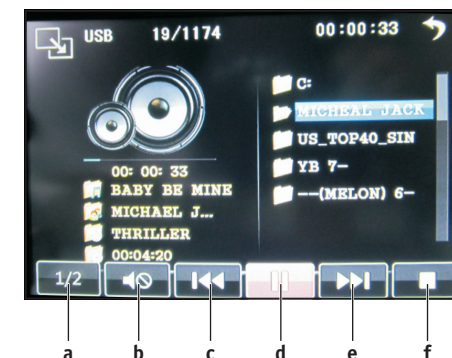 USB 19/1174 00:00:33
00: 00: 33
BABY BE MINE
MICHAEL J...
THRILLER
00:04:20
C:
MICHEAL JACK
US_TOP40_SIN
YB 7-
--(MELON) 6-
1/2
a b c d e f